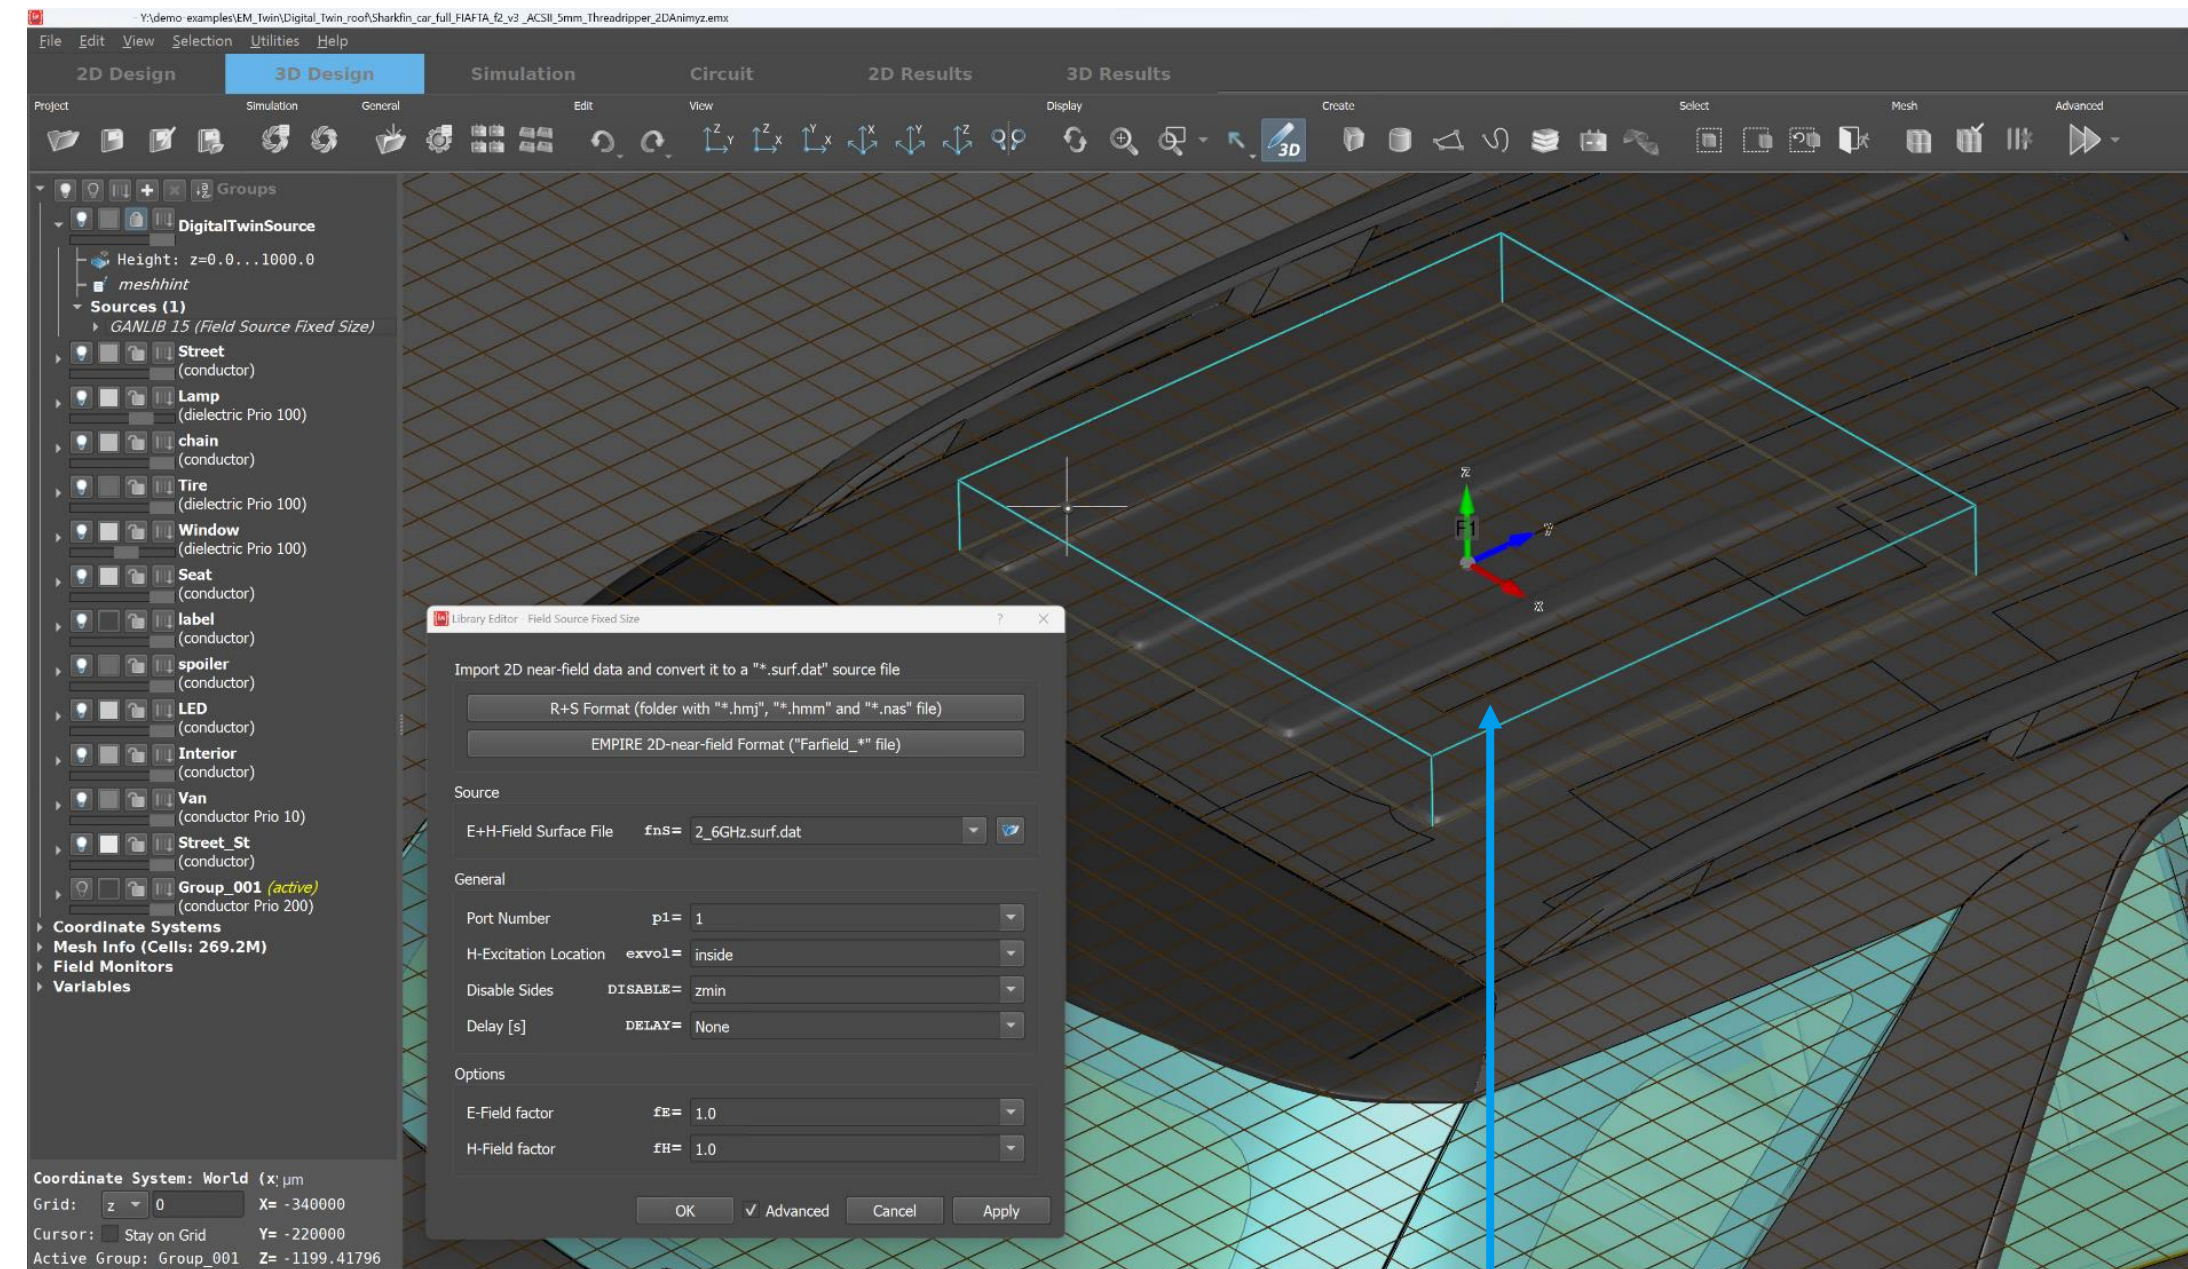 Y:\demo-examples\EM_Twin\Digital_Twin_roof\Sharkfin_car_full_FIAFTA_f2_v3 _ACSII_5mm_Threadripper_2DAnimyz.emx
File Edit View Selection Utilities Help
2D Design 3D Design Simulation Circuit 2D Results 3D Results
Project Simulation General Edit View Display Create Select Mesh Advanced
Z Y Z X Y X X Y Z 3D
Groups
DigitalTwinSource
Height: z=0.0...1000.0
meshhint
Sources (1)
GANLIB 15 (Field Source Fixed Size)
Street
(conductor)
Lamp
(dielectric Prio 100)
chain
(conductor)
Tire
(dielectric Prio 100)
Window
(dielectric Prio 100)
Seat
(conductor)
label
(conductor)
spoiler
(conductor)
LED
(conductor)
Interior
(conductor)
Van
(conductor Prio 10)
Street_St
(conductor)
Group_001 (active)
(conductor Prio 200)
Coordinate Systems
Mesh Info (Cells: 269.2M)
Field Monitors
Variables
Coordinate System: World (x; µm
Grid: z 0 X= -340000
Cursor: Stay on Grid Y= -220000
Active Group: Group_001 Z= -1199.41796
z
F1
y
x
Library Editor - Field Source Fixed Size ?
Import 2D near-field data and convert it to a "*.surf.dat" source file
R+S Format (folder with "*.hmj", "*.hmm" and "*.nas" file)
EMPIRE 2D-near-field Format ("Farfield_*" file)
Source
E+H-Field Surface File fnS= 2_6GHz.surf.dat
General
Port Number p1= 1
H-Excitation Location exvol= inside
Disable Sides DISABLE= zmin
Delay [s] DELAY= None
Options
E-Field factor fE= 1.0
H-Field factor fH= 1.0
OK Advanced Cancel Apply